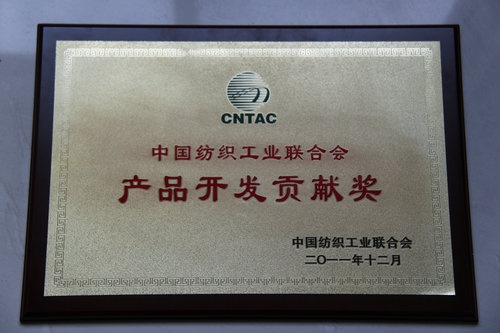 CNTAC
中国纺织工业联合会
产品开发贡献奖
中国纺织工业联合会
二〇一一年十二月